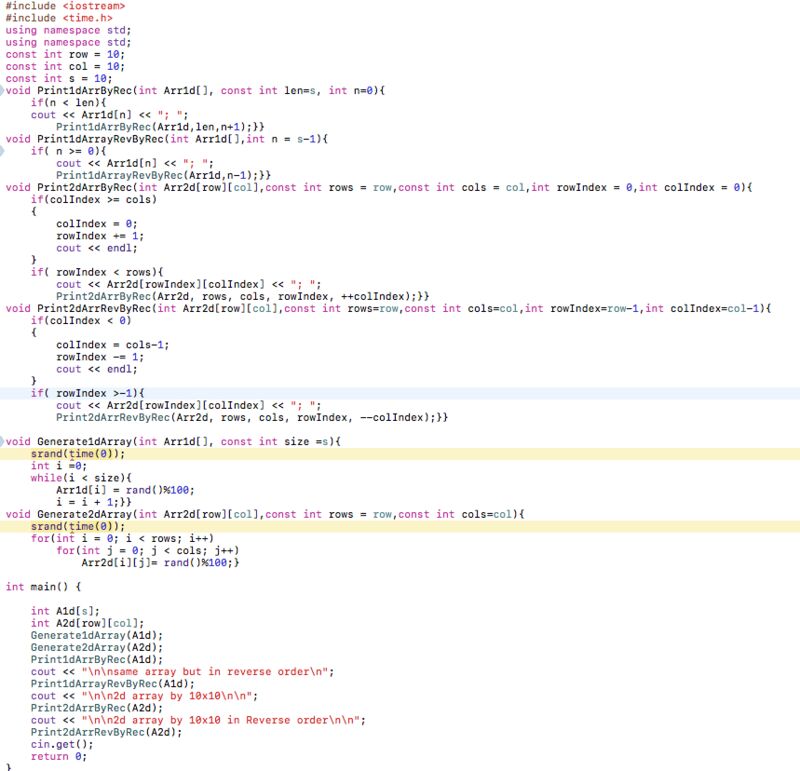 #include <iostream>
#include <time.h>
using namespace std;
using namespace std;
const int row = 10;
const int col = 10;
const int s = 10;
void Print1dArrByRec(int Arr1d[], const int len=s, int n=0){
    if(n < len){
    cout << Arr1d[n] << "; ";
        Print1dArrByRec(Arr1d,len,n+1);}}
void Print1dArrayRevByRec(int Arr1d[],int n = s-1){
    if( n >= 0){
        cout << Arr1d[n] << "; ";
        Print1dArrayRevByRec(Arr1d,n-1);}}
void Print2dArrByRec(int Arr2d[row][col],const int rows = row,const int cols = col,int rowIndex = 0,int colIndex = 0){
    if(colIndex >= cols)
    {
        colIndex = 0;
        rowIndex += 1;
        cout << endl;
    }
    if( rowIndex < rows){
        cout << Arr2d[rowIndex][colIndex] << "; ";
        Print2dArrByRec(Arr2d, rows, cols, rowIndex, ++colIndex);}}
void Print2dArrRevByRec(int Arr2d[row][col],const int rows=row,const int cols=col,int rowIndex=row-1,int colIndex=col-1){
    if(colIndex < 0)
    {
        colIndex = cols-1;
        rowIndex -= 1;
        cout << endl;
    }
    if( rowIndex >-1){
        cout << Arr2d[rowIndex][colIndex] << "; ";
        Print2dArrRevByRec(Arr2d, rows, cols, rowIndex, --colIndex);}}

void Generate1dArray(int Arr1d[], const int size =s){
    srand(time(0));
    int i =0;
    while(i < size){
        Arr1d[i] = rand()%100;
        i = i + 1;}}
void Generate2dArray(int Arr2d[row][col],const int rows = row,const int cols=col){
    srand(time(0));
    for(int i = 0; i < rows; i++)
        for(int j = 0; j < cols; j++)
            Arr2d[i][j]= rand()%100;}

int main() {

    int A1d[s];
    int A2d[row][col];
    Generate1dArray(A1d);
    Generate2dArray(A2d);
    Print1dArrByRec(A1d);
    cout << "\n\nsame array but in reverse order\n";
    Print1dArrayRevByRec(A1d);
    cout << "\n\n2d array by 10x10\n\n";
    Print2dArrByRec(A2d);
    cout << "\n\n2d array by 10x10 in Reverse order\n\n";
    Print2dArrRevByRec(A2d);
    cin.get();
    return 0;
}